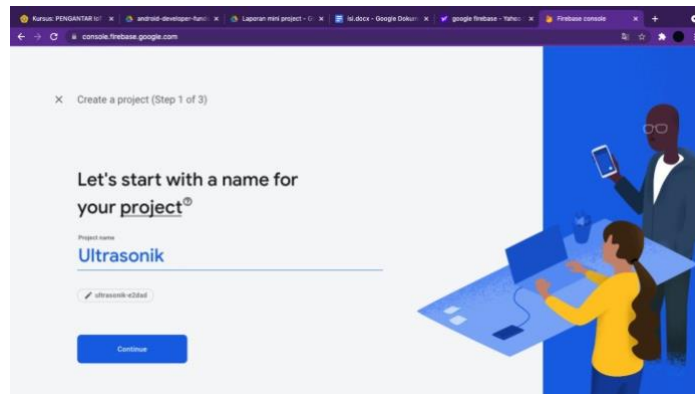 Kursus: PENGANTAR IoT
android-developer-fund
Laporan mini project - G
Isi.docx - Google Dokum
google firebase - Yahoo
Firebase console
console.firebase.google.com
Create a project (Step 1 of 3)
Let's start with a name for
your project
Project name
Ultrasonik
ultrasonik-e2dad
Continue